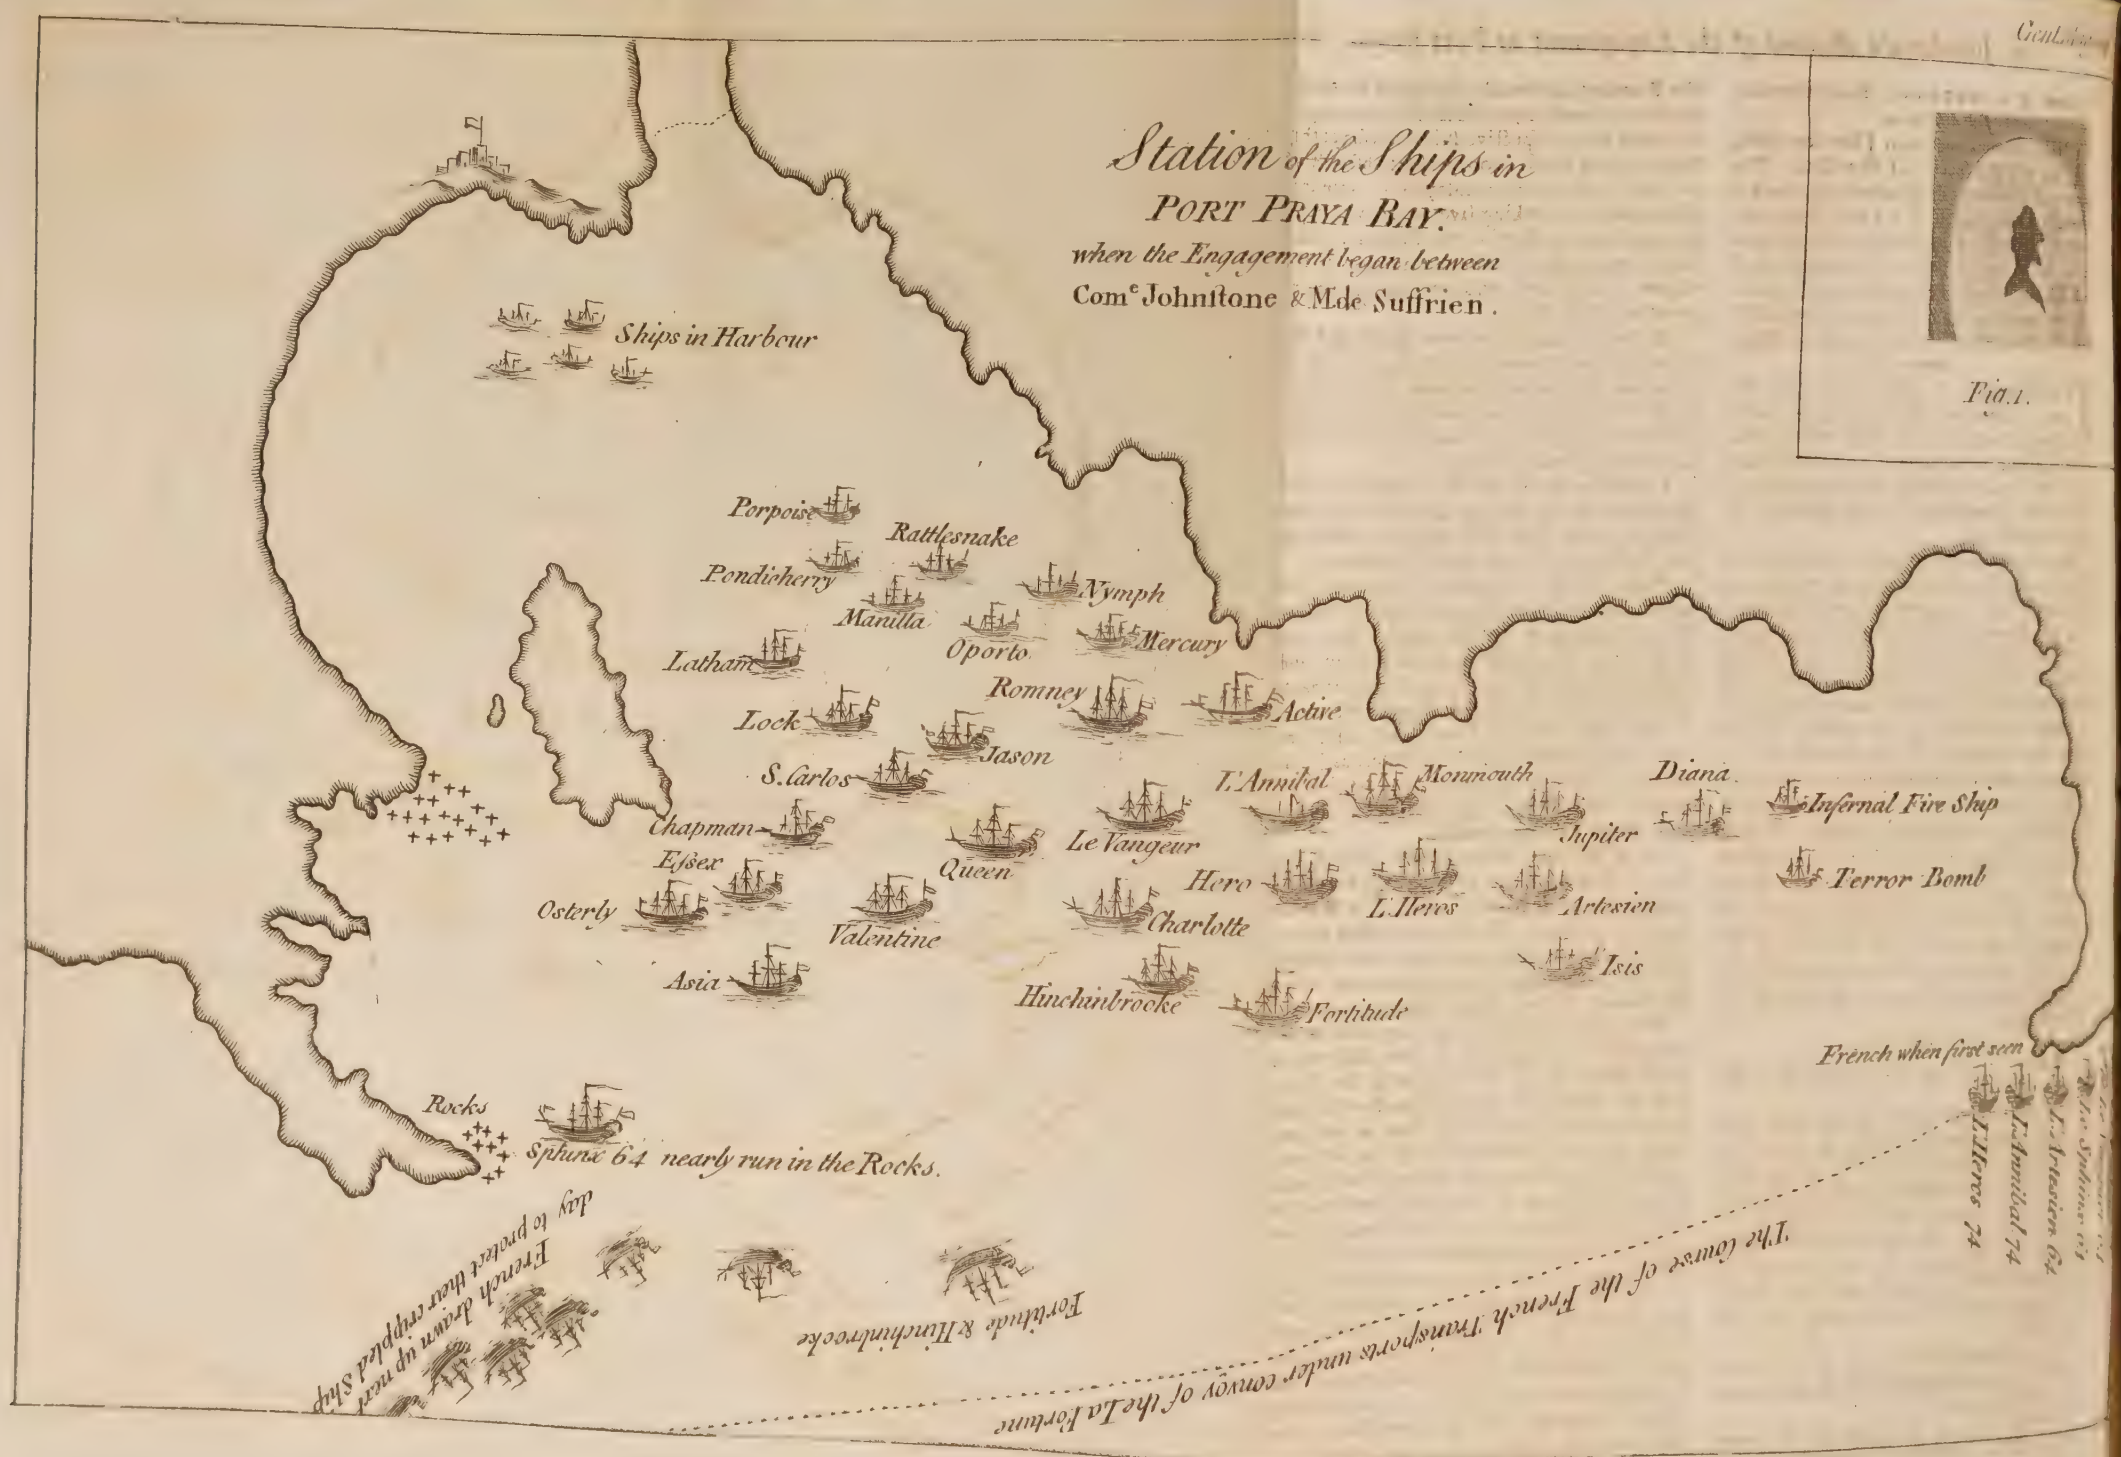 Station of the Ships in
PORT PRAYA BAY.
when the Engagement began between
Come Johnſtone & M.de Suffrien.
Fig.1.
Ships in Harbour
Porpoise
Rattlesnake
Pondicherry
Nymph
Manilla
Oporto
Mercury
Latham
Romney
Lock
Active
Jason
S. Carlos
L'Annibal
Monmouth
Diana
Infernal Fire Ship
Chapman
Le Vangeur
Jupiter
Eſsex
Queen
Hero
Terror Bomb
Osterly
L'Heros
Artesien
Valentine
Charlotte
Asia
Isis
Hinchinbrooke
Fortitude
French when first seen
L'Heros 74
L'Annibal 74
L'Artesien 64
Rocks
Sphinx 64 nearly run in the Rocks.
French drawn up next
day to protect thear crippled Ship
Fortitude & Hinchinbrooke
The Course of the French Transports under convoy of the La Fortune